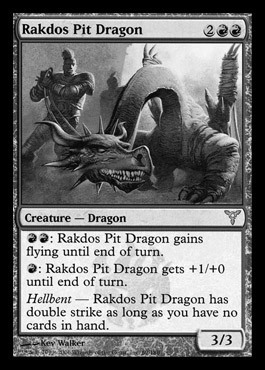 Rakdos Pit Dragon 2
Creature — Dragon
: Rakdos Pit Dragon gains
flying until end of turn.
: Rakdos Pit Dragon gets +1/+0
until end of turn.
Hellbent — Rakdos Pit Dragon has
double strike as long as you have
no cards in hand.
Kev Walker
3/3